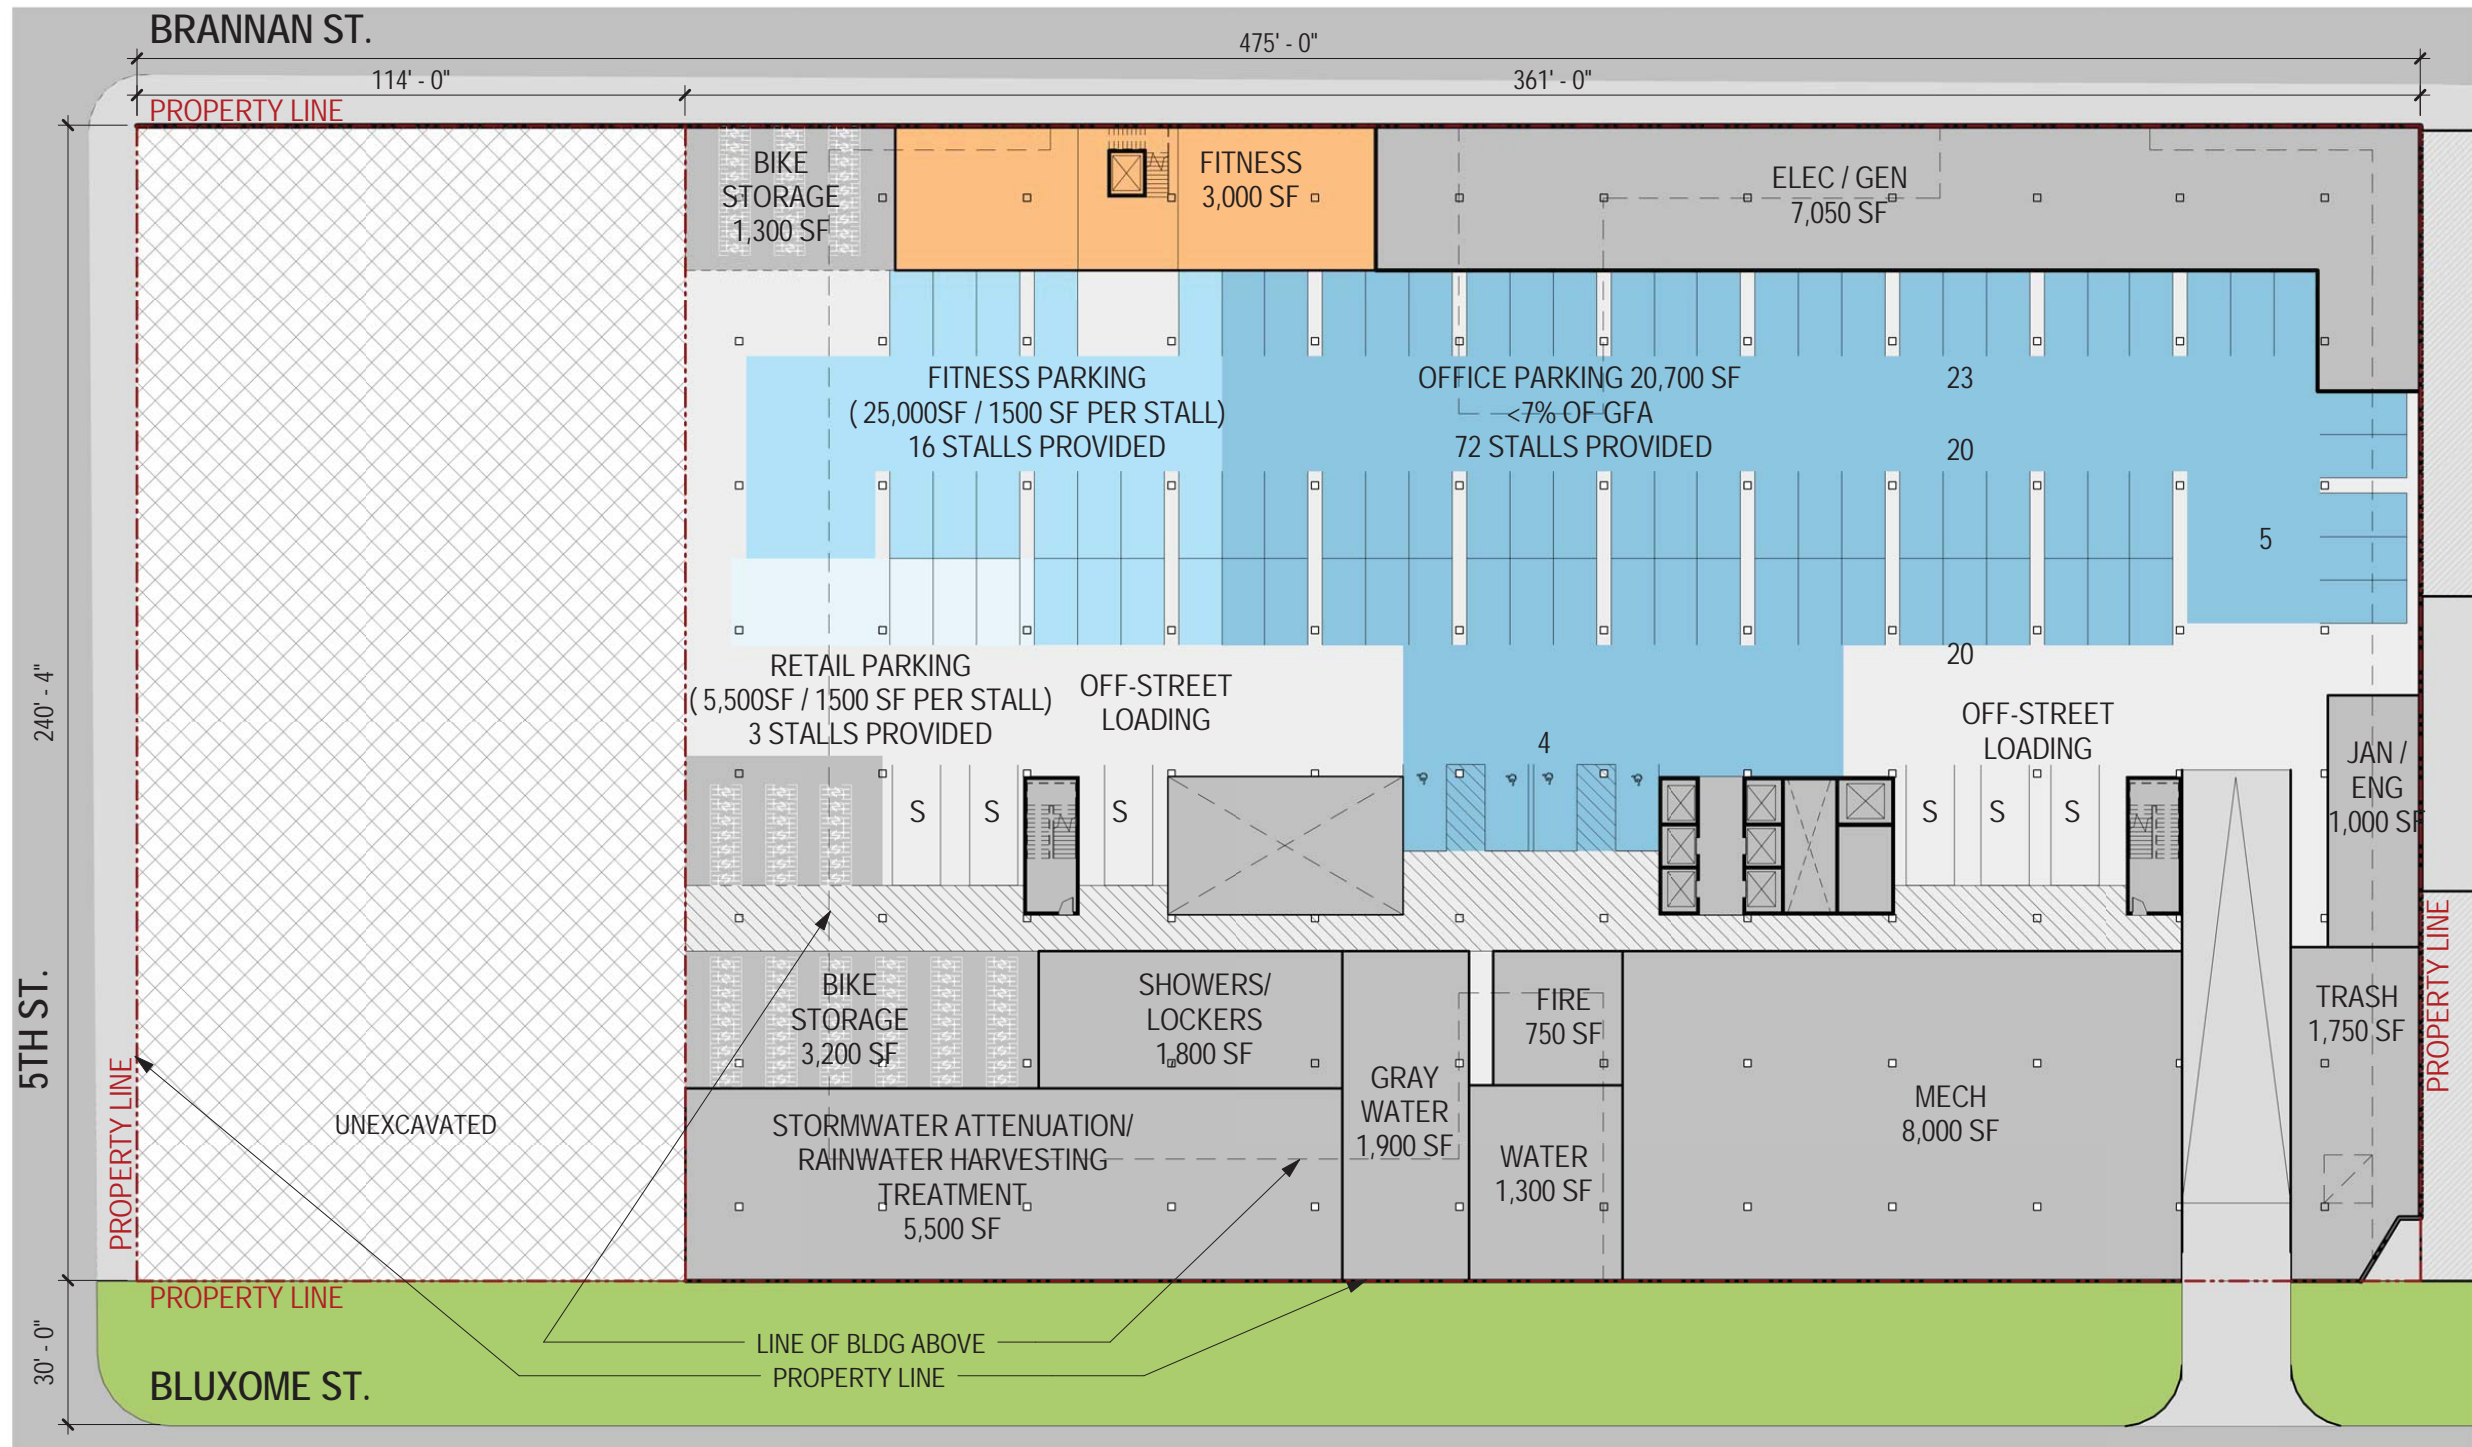 BRANNAN ST.
475' - 0"
114' - 0"
361' - 0"
PROPERTY LINE
BIKE
STORAGE
1,300 SF
FITNESS
3,000 SF
ELEC / GEN
7,050 SF
FITNESS PARKING
( 25,000SF / 1500 SF PER STALL)
16 STALLS PROVIDED
OFFICE PARKING 20,700 SF
<7% OF GFA
72 STALLS PROVIDED
23
20
5
20
RETAIL PARKING
( 5,500SF / 1500 SF PER STALL)
3 STALLS PROVIDED
OFF-STREET
LOADING
4
OFF-STREET
LOADING
JAN /
ENG
1,000 SF
S
S
S
S
S
S
240' - 4"
5TH ST.
PROPERTY LINE
UNEXCAVATED
BIKE
STORAGE
3,200 SF
SHOWERS/
LOCKERS
1,800 SF
GRAY
WATER
1,900 SF
FIRE
750 SF
WATER
1,300 SF
MECH
8,000 SF
TRASH
1,750 SF
PROPERTY LINE
STORMWATER ATTENUATION/
RAINWATER HARVESTING
TREATMENT
5,500 SF
PROPERTY LINE
30' - 0"
LINE OF BLDG ABOVE
PROPERTY LINE
BLUXOME ST.